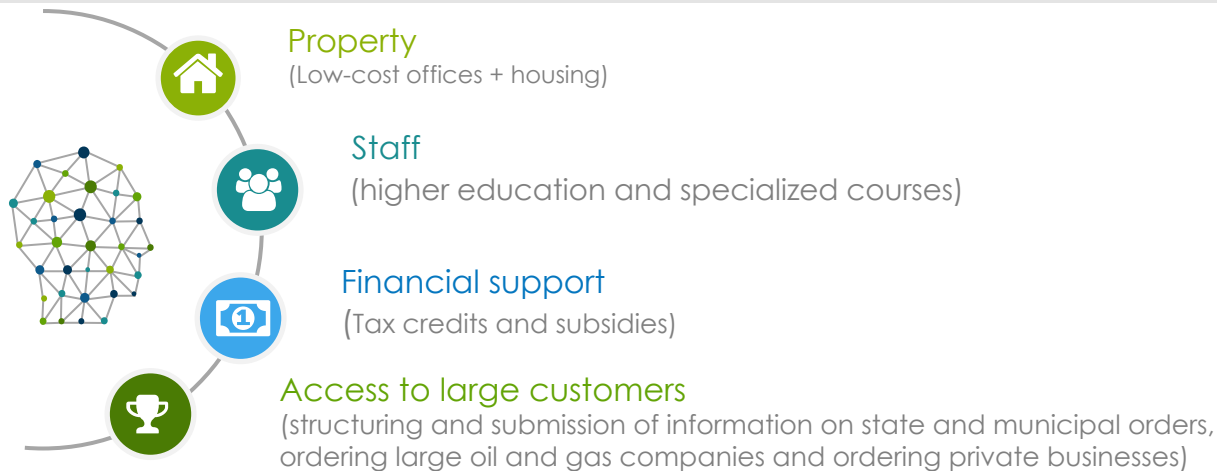 Property
(Low-cost offices + housing)
Staff
(higher education and specialized courses)
1
Financial support
(Tax credits and subsidies)
Access to large customers
(structuring and submission of information on state and municipal orders,
ordering large oil and gas companies and ordering private businesses)